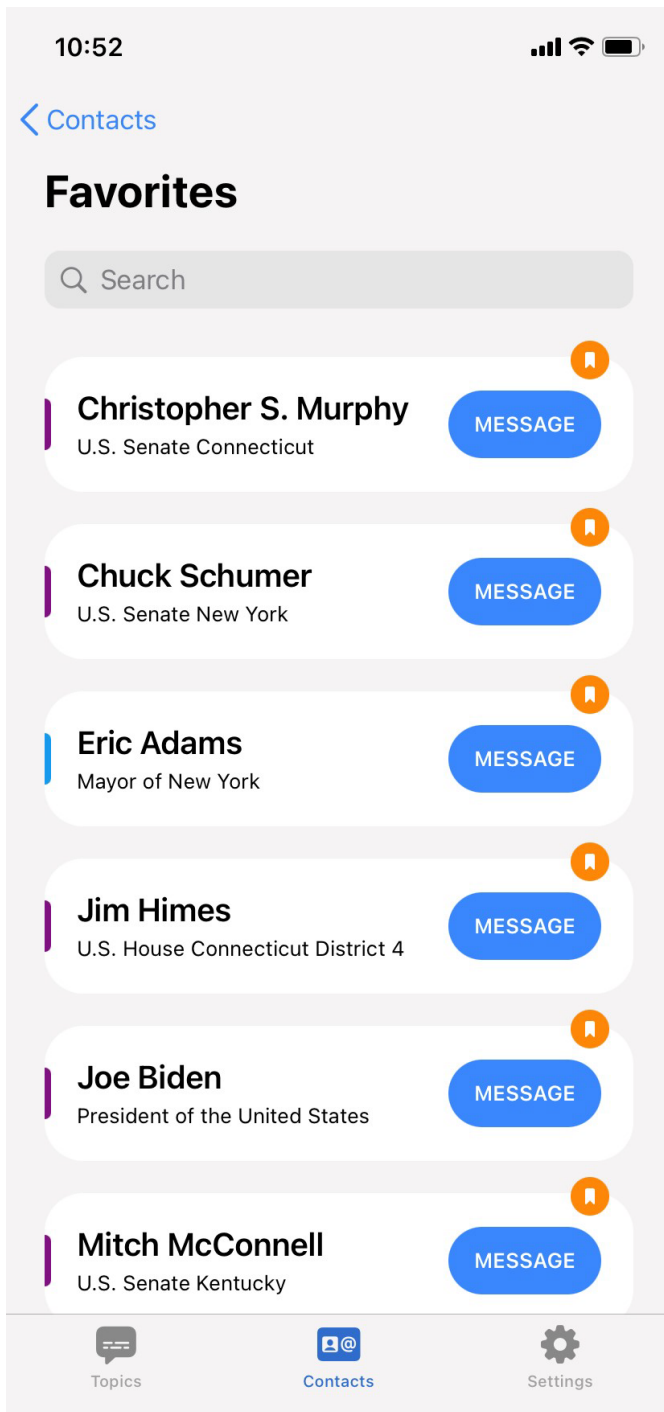 10:52
Contacts
Favorites
Search
Christopher S. Murphy
U.S. Senate Connecticut
MESSAGE
Chuck Schumer
U.S. Senate New York
MESSAGE
Eric Adams
Mayor of New York
MESSAGE
Jim Himes
U.S. House Connecticut District 4
MESSAGE
Joe Biden
President of the United States
MESSAGE
Mitch McConnell
U.S. Senate Kentucky
MESSAGE
Topics
Contacts
Settings